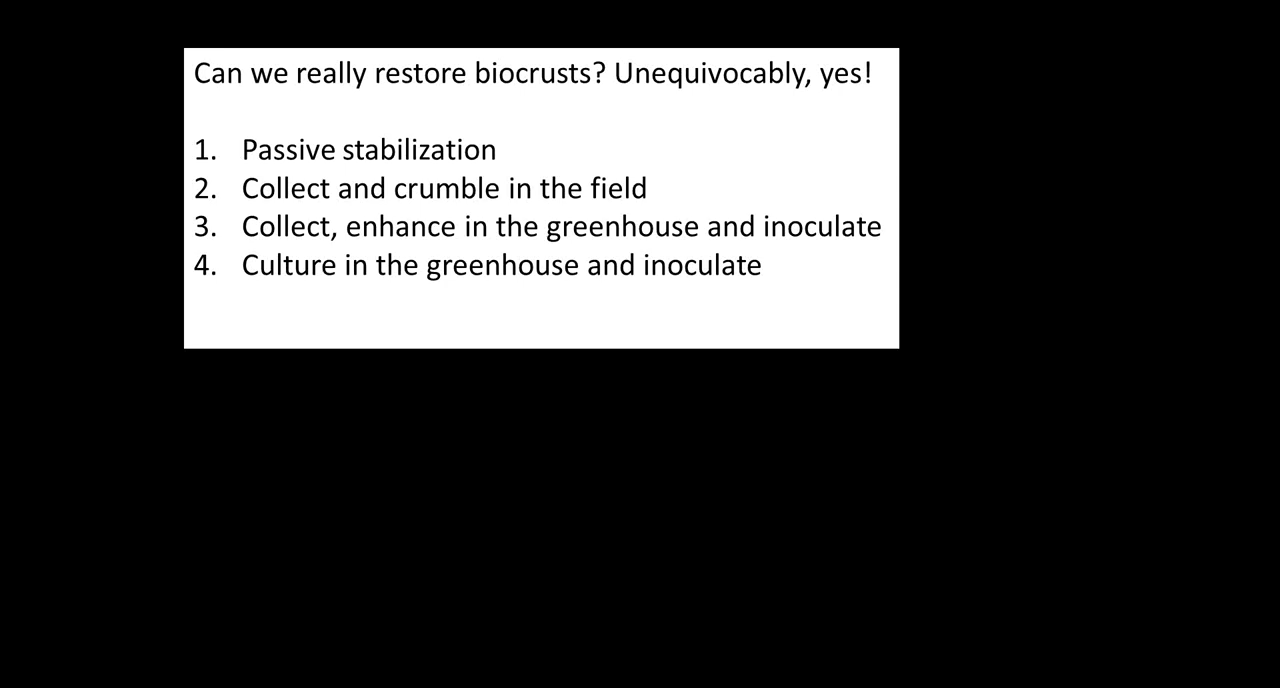 Can we really restore biocrusts? Unequivocably, yes!
1. Passive stabilization
2. Collect and crumble in the field
3. Collect, enhance in the greenhouse and inoculate
4. Culture in the greenhouse and inoculate